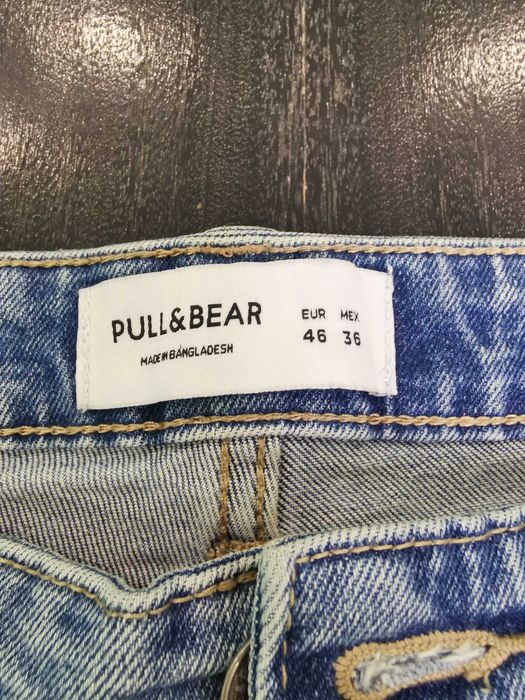 PULL&BEAR
MADE IN BANGLADESH
EUR MEX
46 36